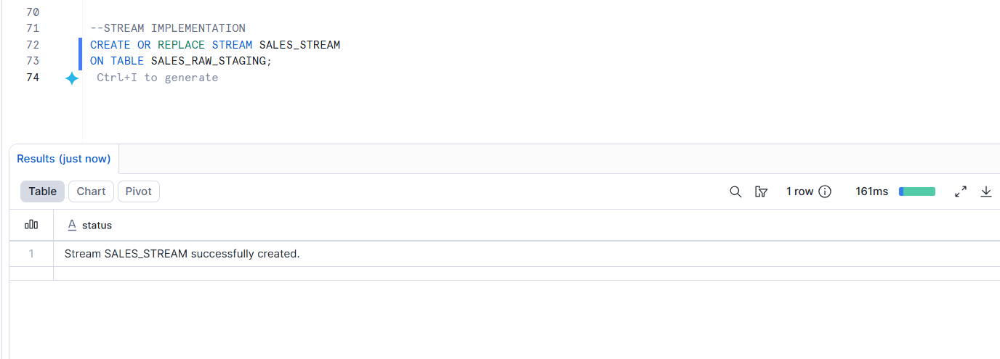 70
71 --STREAM IMPLEMENTATION
72 CREATE OR REPLACE STREAM SALES_STREAM
73 ON TABLE SALES_RAW_STAGING;
74 Ctrl+I to generate
Results (just now)
Table Chart Pivot 1 row 161ms
A status
1 Stream SALES_STREAM successfully created.